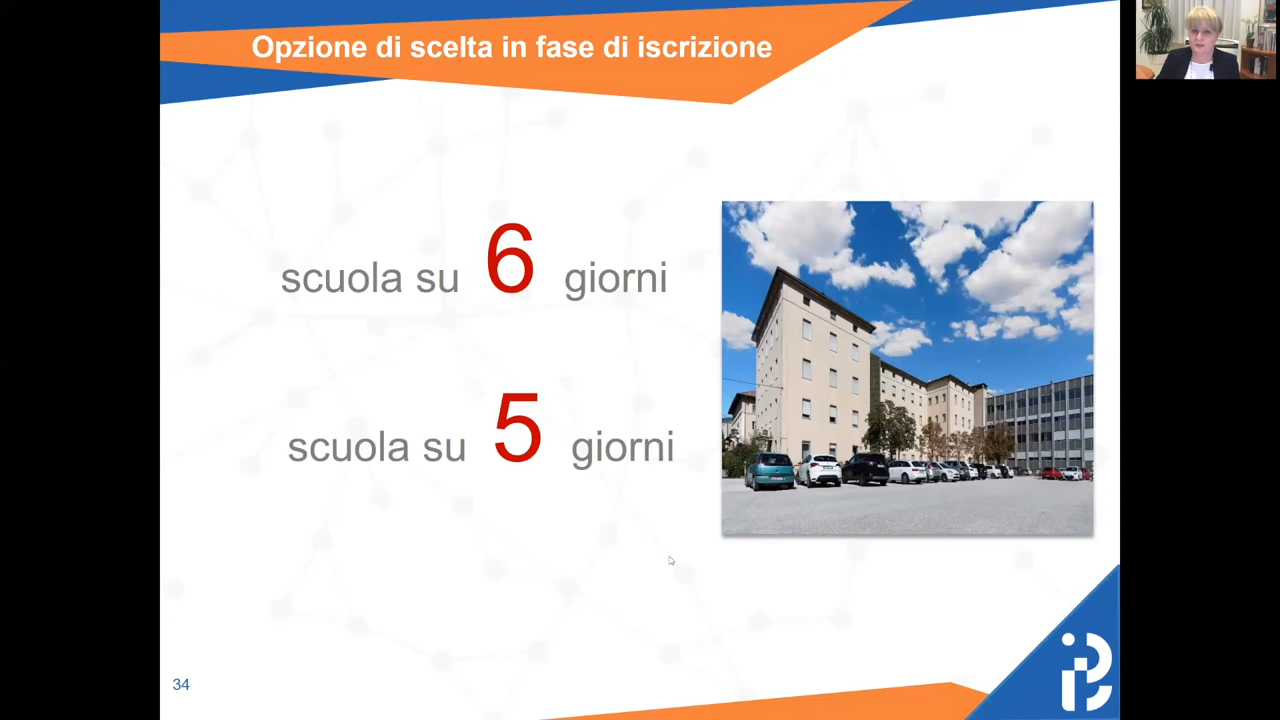 Opzione di scelta in fase di iscrizione
scuola su 6 giorni
scuola su 5 giorni
34